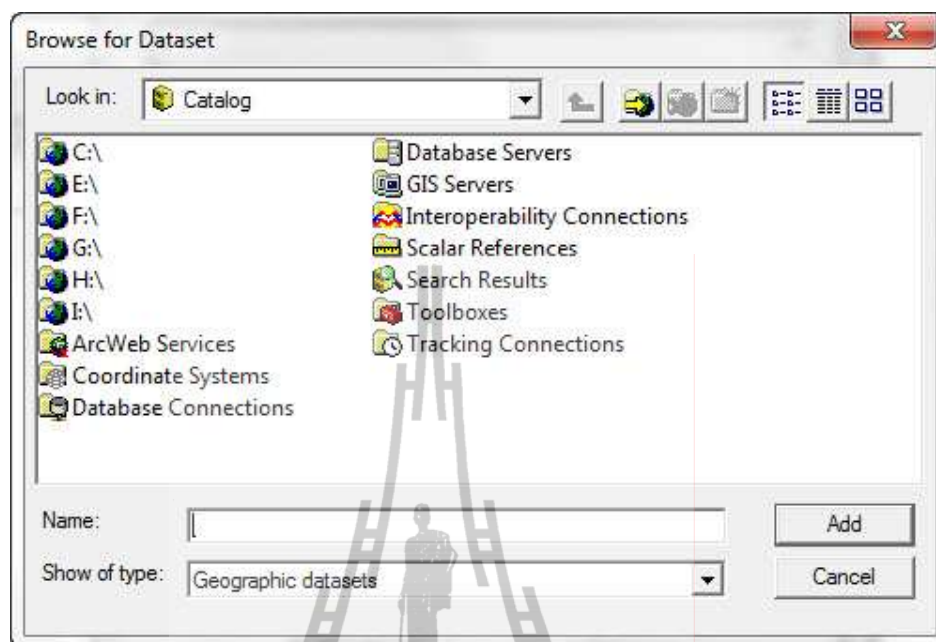 Browse for Dataset
Look in: Catalog
C:\
E:\
F:\
G:\
H:\
I:\
ArcWeb Services
Coordinate Systems
Database Connections
Database Servers
GIS Servers
Interoperability Connections
Scalar References
Search Results
Toolboxes
Tracking Connections
Name:
Add
Show of type: Geographic datasets
Cancel